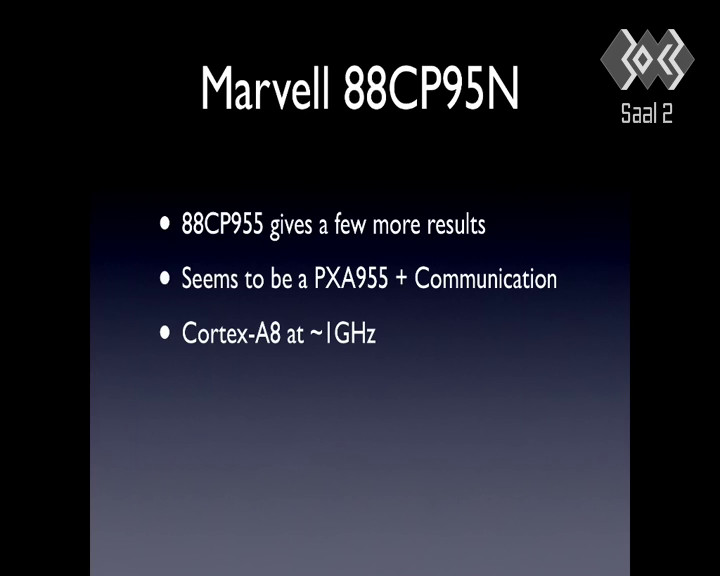 Marvell 88CP95N
Saal 2
• 88CP955 gives a few more results
• Seems to be a PXA955 + Communication
• Cortex-A8 at ~1GHz